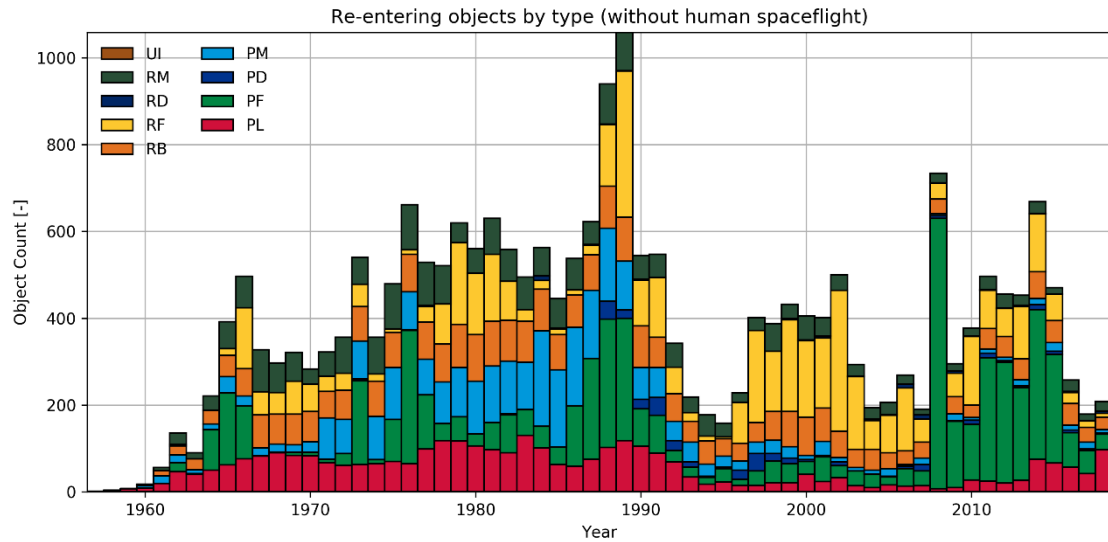 Re-entering objects by type (without human spaceflight)
Object Count [-]
1000
800
600
400
200
0
UI
RM
RD
RF
RB
PM
PD
PF
PL
1960
1970
1980
1990
2000
2010
Year